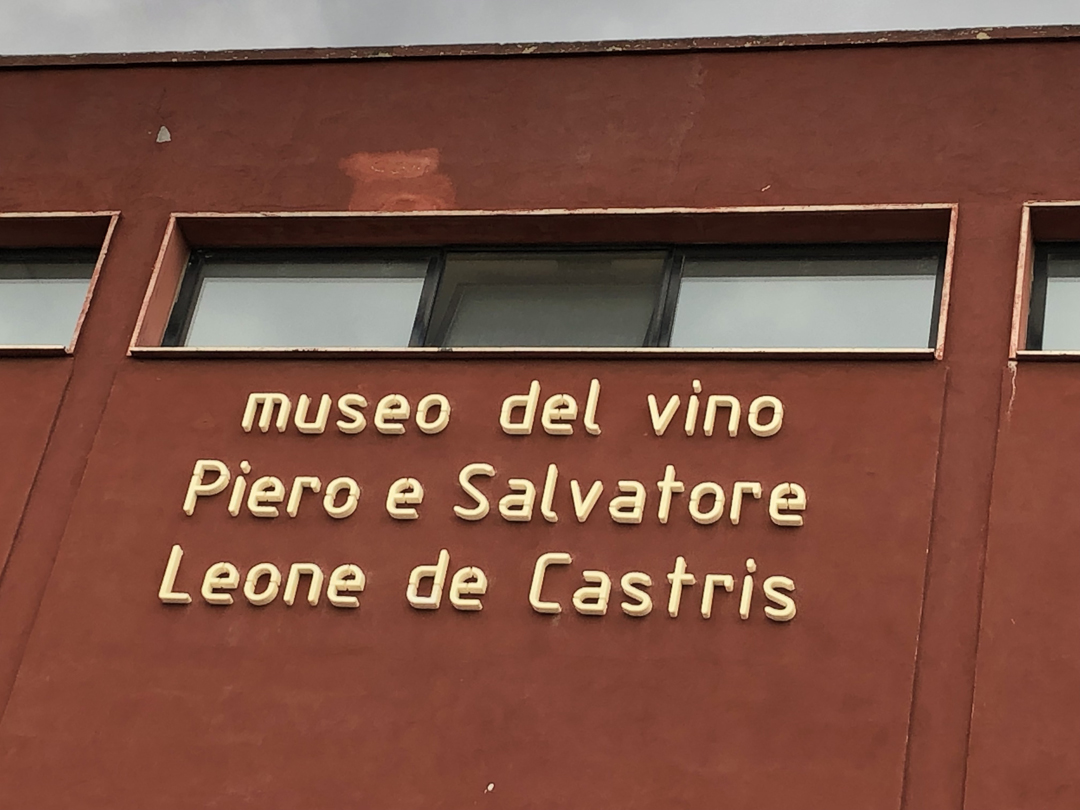 museo del vino
Piero e Salvatore
Leone de Castris